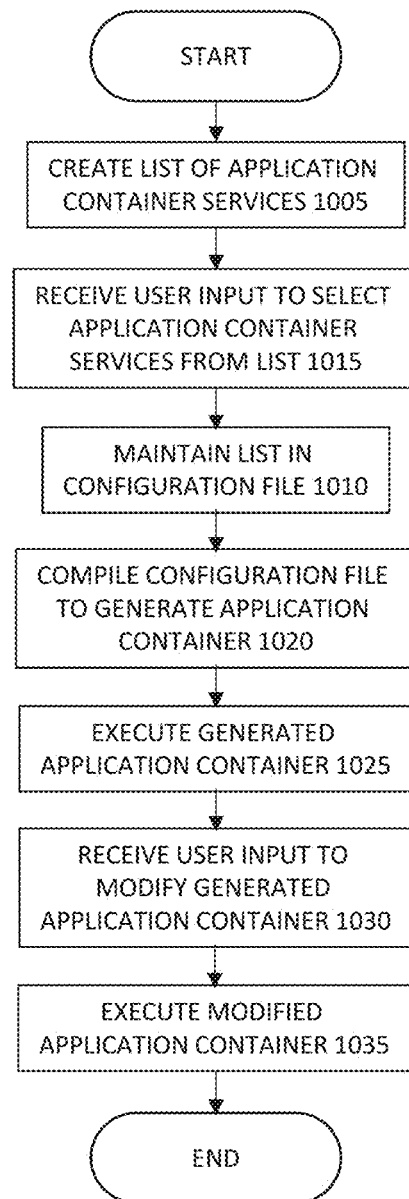 START
CREATE LIST OF APPLICATION
CONTAINER SERVICES 1005
RECEIVE USER INPUT TO SELECT
APPLICATION CONTAINER
SERVICES FROM LIST 1015
MAINTAIN LIST IN
CONFIGURATION FILE 1010
COMPILE CONFIGURATION FILE
TO GENERATE APPLICATION
CONTAINER 1020
EXECUTE GENERATED
APPLICATION CONTAINER 1025
RECEIVE USER INPUT TO
MODIFY GENERATED
APPLICATION CONTAINER 1030
EXECUTE MODIFIED
APPLICATION CONTAINER 1035
END